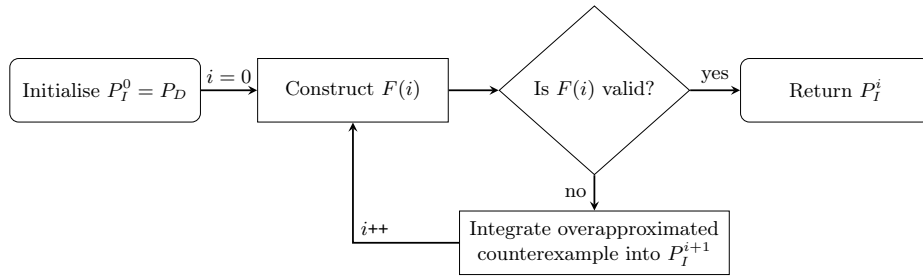 Initialise $P_I^0 = P_D$
$i = 0$
Construct $F(i)$
Is $F(i)$ valid?
yes
Return $P_I^i$
no
Integrate overapproximated
counterexample into $P_I^{i+1}$
$i$++